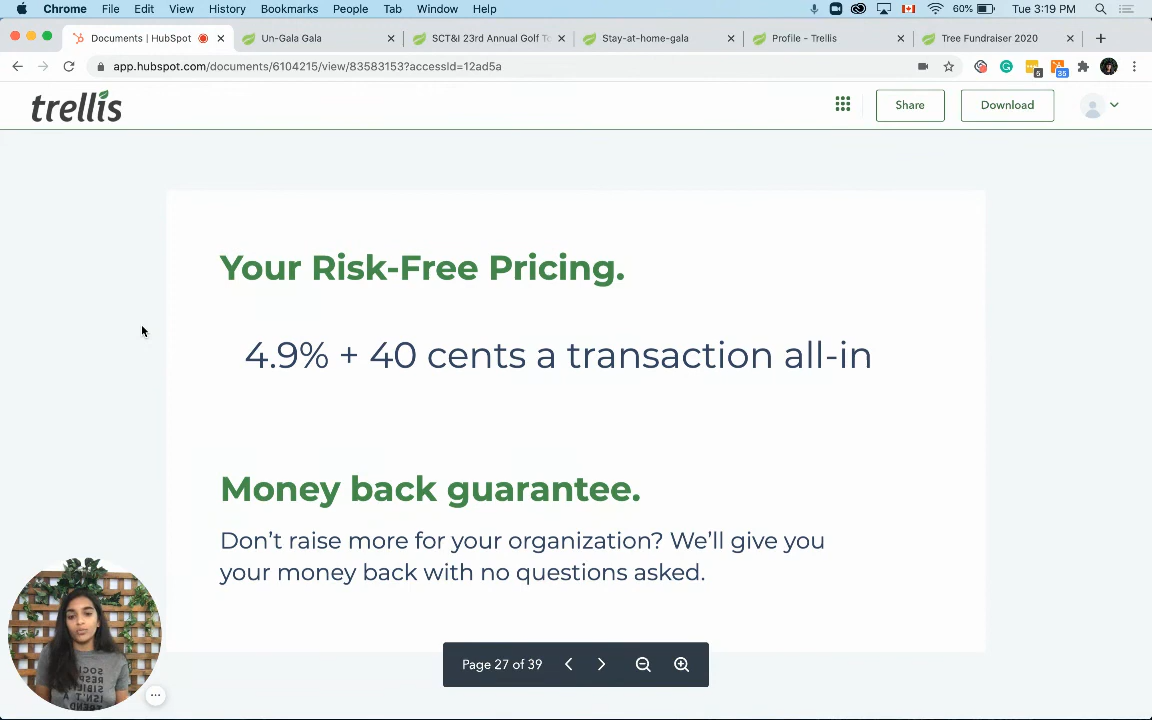 Chrome File Edit View History Bookmarks People Tab Window Help 60% Tue 3:19 PM
Documents | HubSpot Un-Gala Gala SCT&I 23rd Annual Golf To Stay-at-home-gala Profile – Trellis Tree Fundraiser 2020
app.hubspot.com/documents/6104215/view/83583153?accessId=12ad5a 5 35
trellis Share Download
Your Risk-Free Pricing.
4.9% + 40 cents a transaction all-in
Money back guarantee.
Don’t raise more for your organization? We’ll give you
your money back with no questions asked.
Page 27 of 39